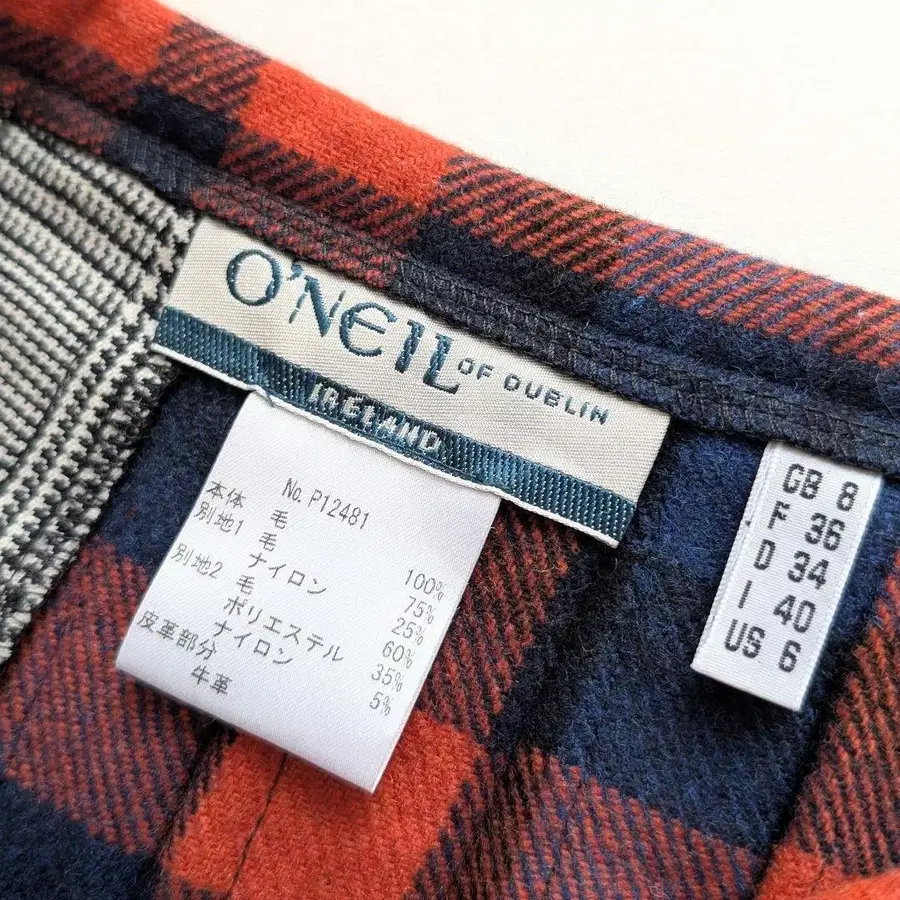 O'NEIL OF DUBLIN
IRELAND
No. P12481
本体 毛 100%
別地1 毛 75%
ナイロン 25%
別地2 毛 60%
ポリエステル 35%
ナイロン 5%
皮革部分 牛革
GB 8
F 36
D 34
I 40
US 6